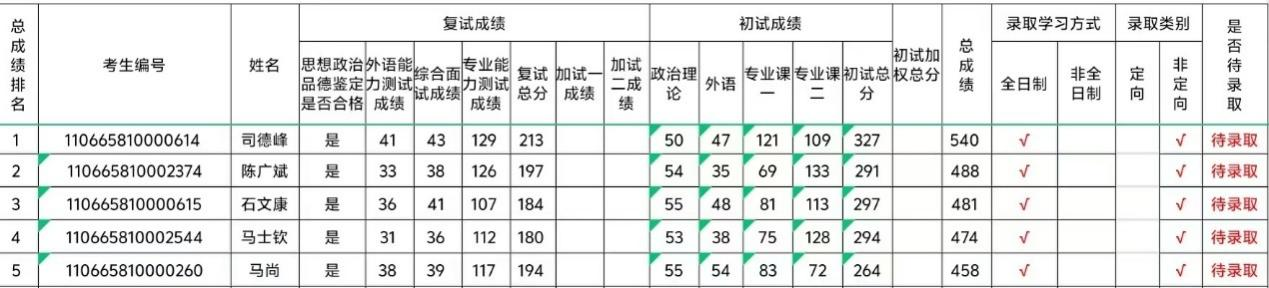 总成绩排名 考生编号 姓名 复试成绩 初试成绩 总成绩 录取学习方式 录取类别 是否待录取
思想政治品德鉴定是否合格 外语能力测试成绩 综合面试成绩 专业能力测试成绩 复试总分 加试一成绩 加试二成绩 政治理论 外语 专业课一 专业课二 初试总分 初试加权总分 全日制 非全日制 定向 非定向
1 110665810000614 司德峰 是 41 43 129 213 50 47 121 109 327 540 √ √ 待录取
2 110665810002374 陈广斌 是 33 38 126 197 54 35 69 133 291 488 √ √ 待录取
3 110665810000615 石文康 是 36 41 107 184 55 48 81 113 297 481 √ √ 待录取
4 110665810002544 马士钦 是 31 36 112 180 53 38 75 128 294 474 √ √ 待录取
5 110665810000260 马尚 是 38 39 117 194 55 54 83 72 264 458 √ √ 待录取